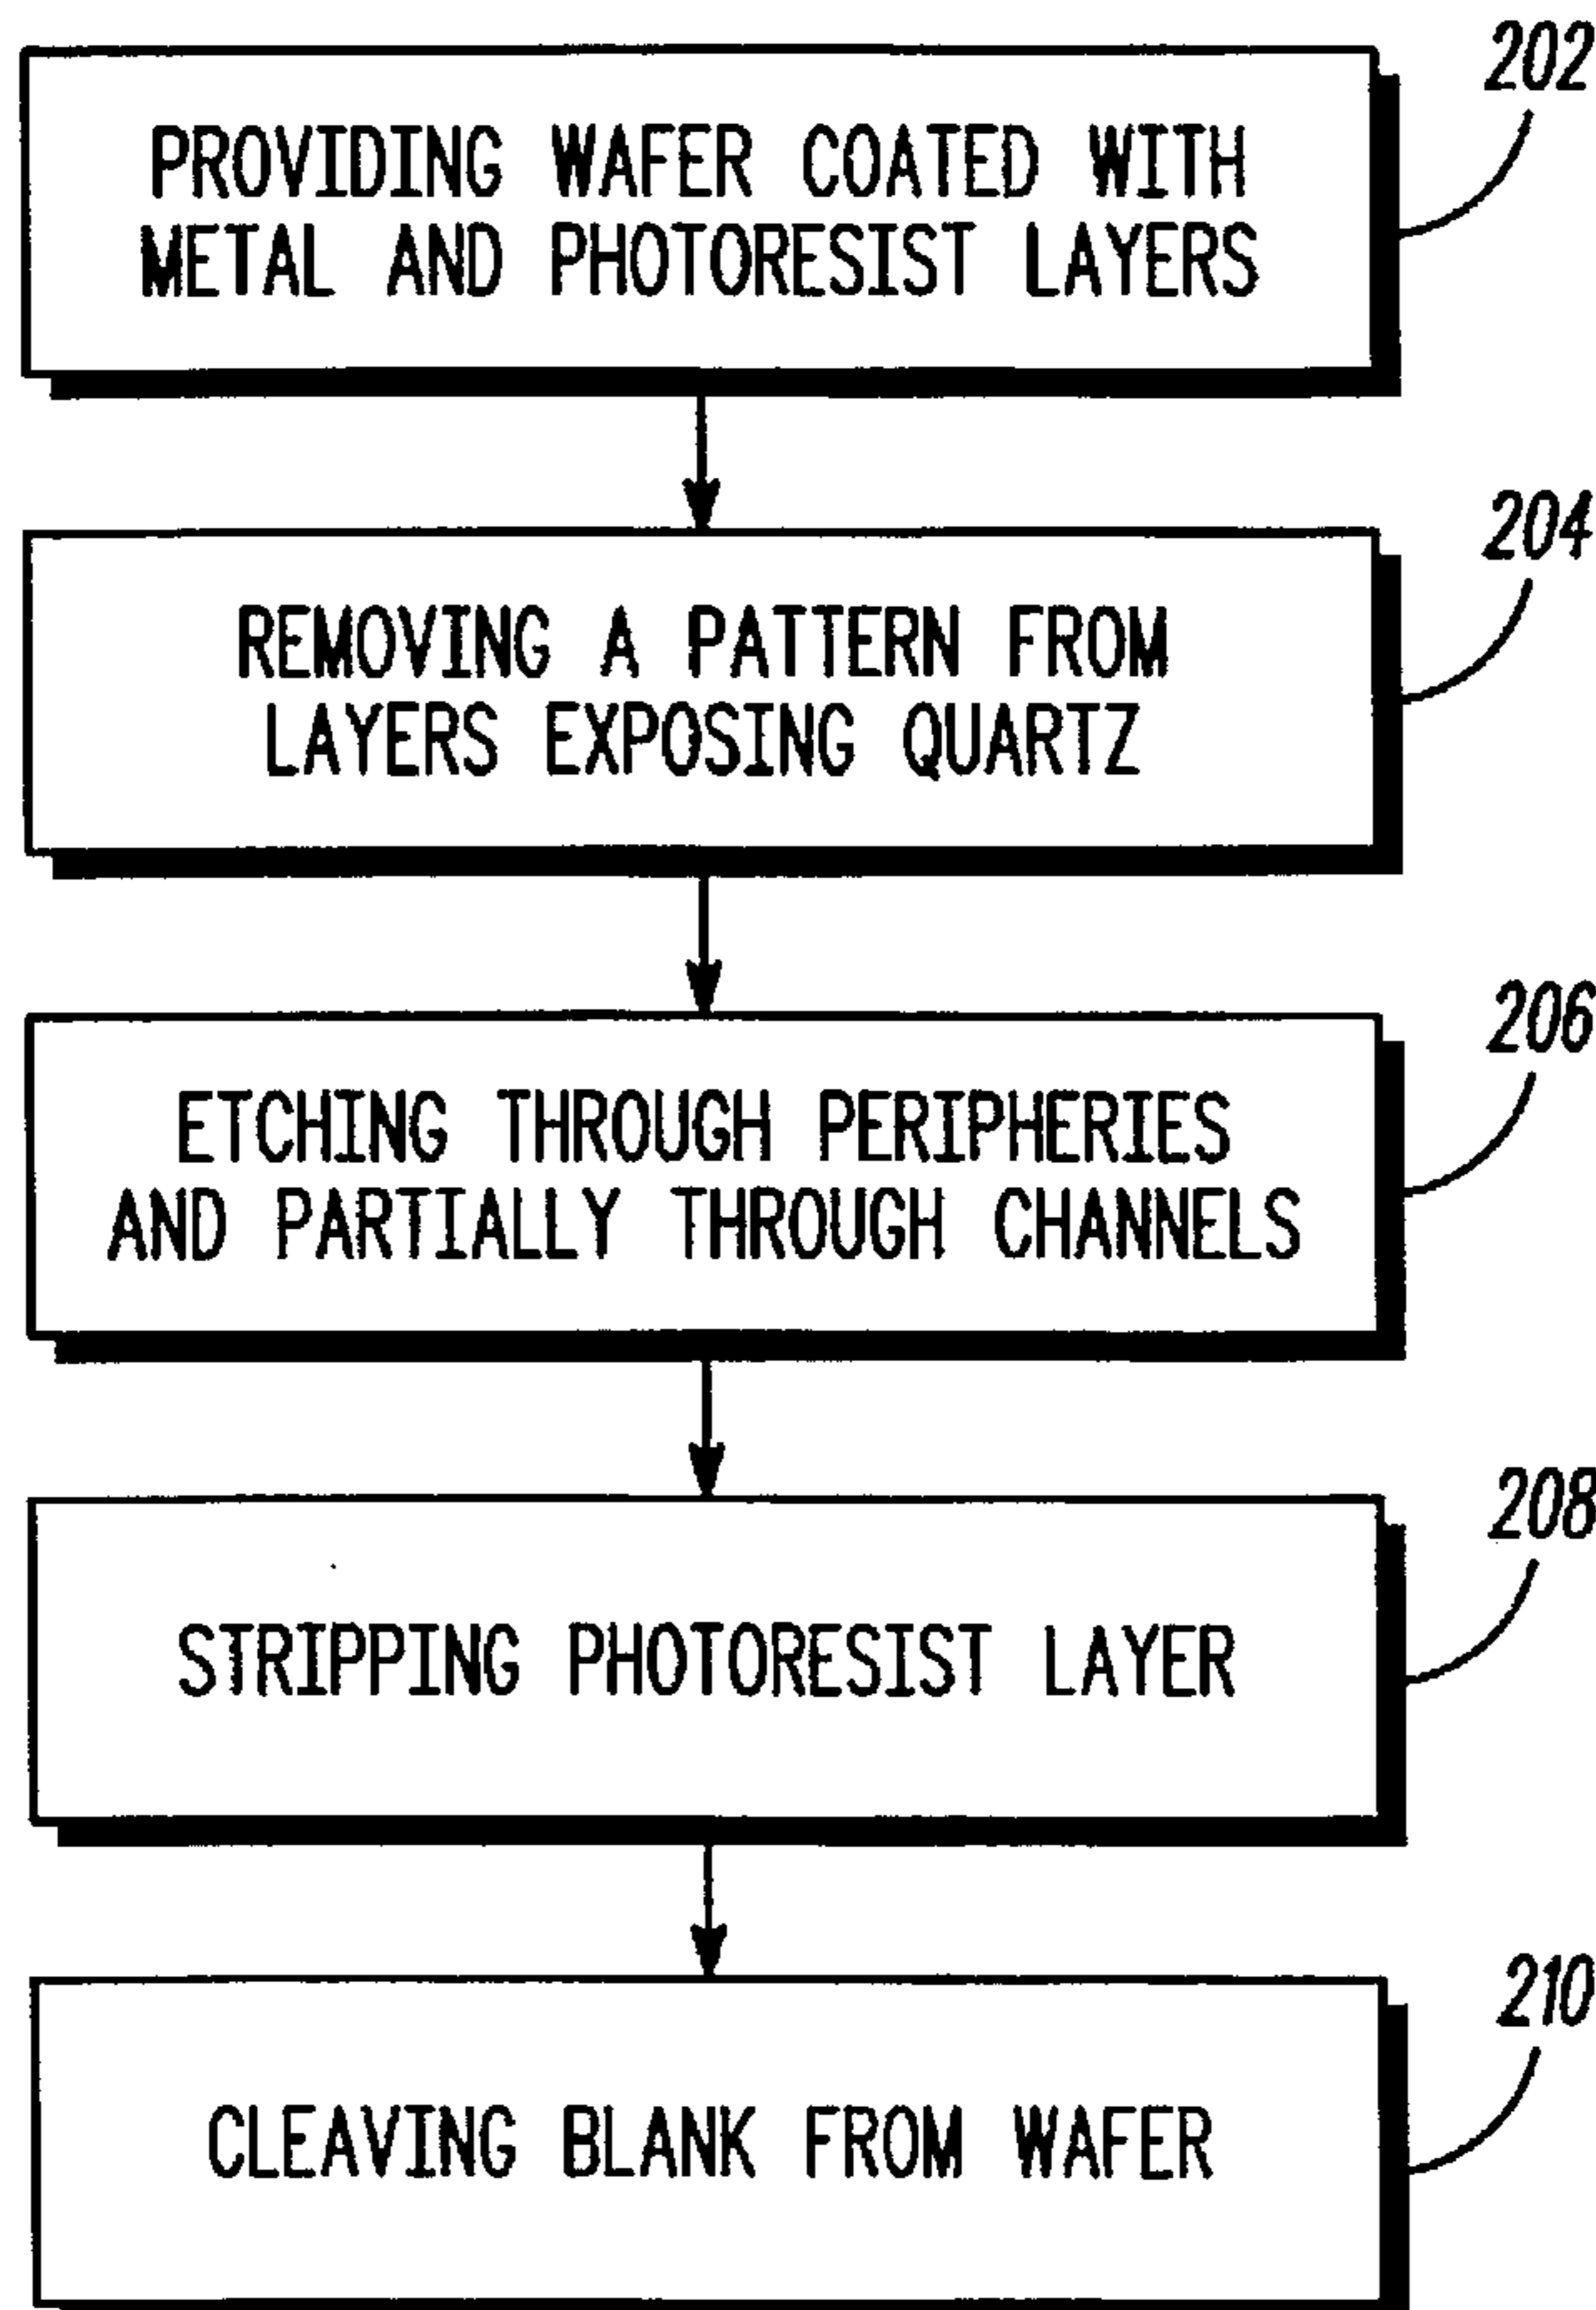 202
PROVIDING WAFER COATED WITH
METAL AND PHOTORESIST LAYERS
204
REMOVING A PATTERN FROM
LAYERS EXPOSING QUARTZ
206
ETCHING THROUGH PERIPHERIES
AND PARTIALLY THROUGH CHANNELS
208
STRIPPING PHOTORESIST LAYER
210
CLEAVING BLANK FROM WAFER